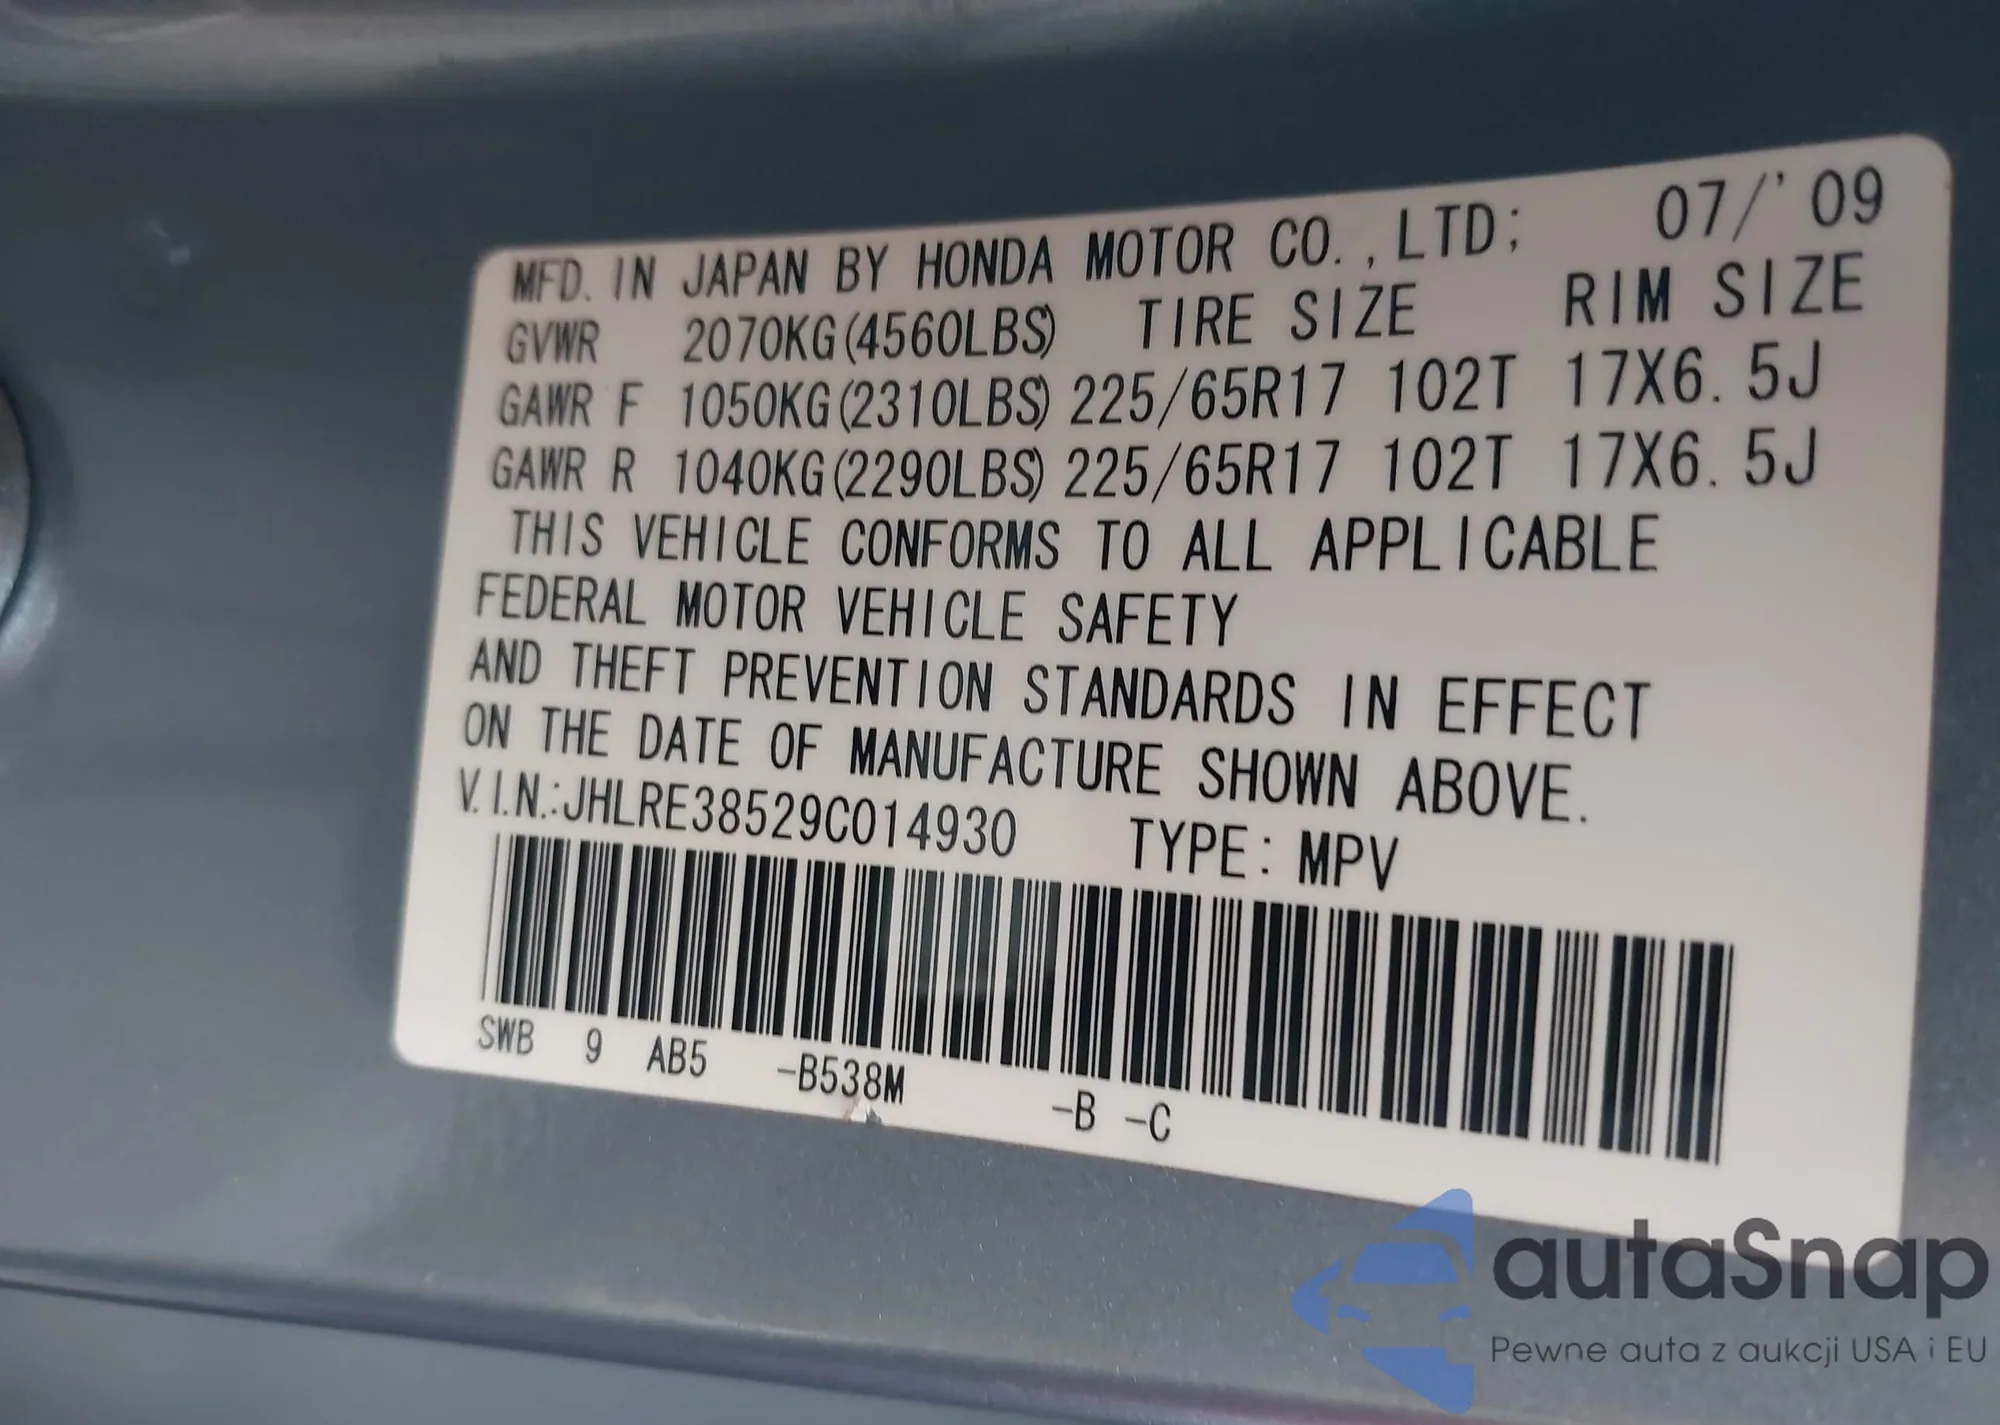 MFD. IN JAPAN BY HONDA MOTOR CO.,LTD; 07/'09
GVWR 2070KG(4560LBS) TIRE SIZE RIM SIZE
GAWR F 1050KG(2310LBS) 225/65R17 102T 17X6.5J
GAWR R 1040KG(2290LBS) 225/65R17 102T 17X6.5J
THIS VEHICLE CONFORMS TO ALL APPLICABLE
FEDERAL MOTOR VEHICLE SAFETY
AND THEFT PREVENTION STANDARDS IN EFFECT
ON THE DATE OF MANUFACTURE SHOWN ABOVE.
V.I.N.:JHLRE38529C014930 TYPE: MPV
SWB 9 AB5 -B538M -B -C
autaSnap
Pewne auta z aukcji USA i EU